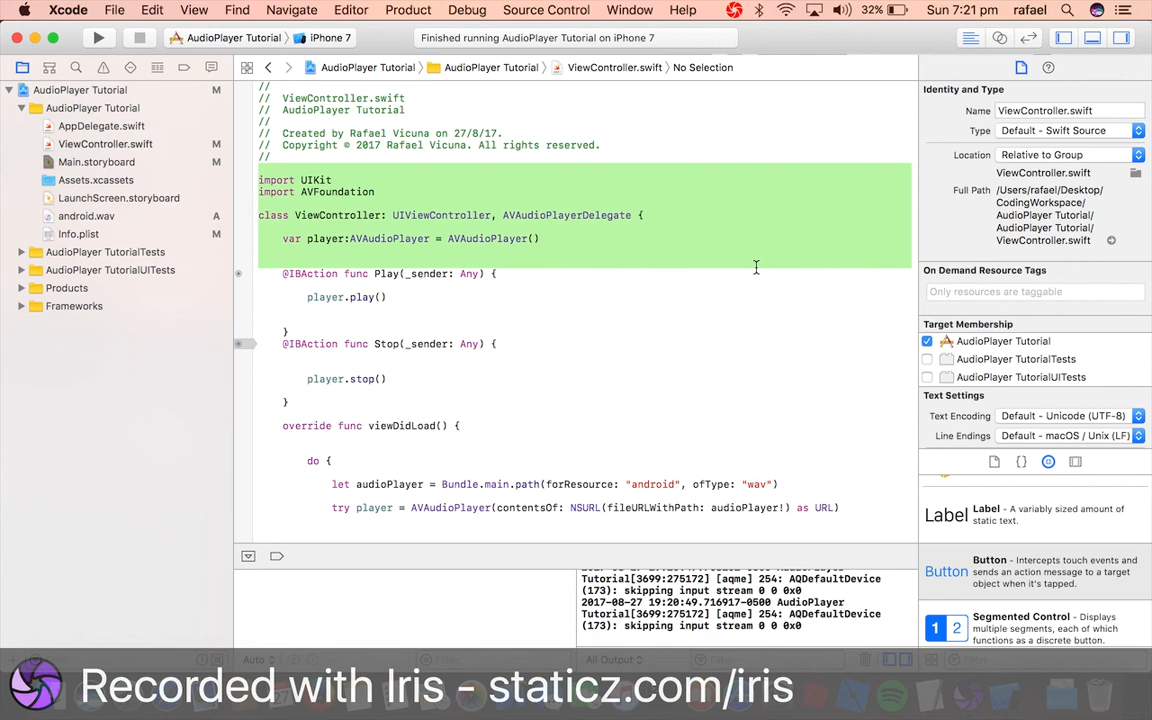 Xcode File Edit View Find Navigate Editor Product Debug Source Control Window Help 32% Sun 7:21 pm rafael
AudioPlayer Tutorial iPhone 7 Finished running AudioPlayer Tutorial on iPhone 7
AudioPlayer Tutorial AudioPlayer Tutorial ViewController.swift No Selection
AudioPlayer Tutorial M
AudioPlayer Tutorial
AppDelegate.swift
ViewController.swift M
Main.storyboard M
Assets.xcassets
LaunchScreen.storyboard
android.wav A
Info.plist M
AudioPlayer TutorialTests
AudioPlayer TutorialUITests
Products
Frameworks
//
// ViewController.swift
// AudioPlayer Tutorial
//
// Created by Rafael Vicuna on 27/8/17.
// Copyright © 2017 Rafael Vicuna. All rights reserved.
//
import UIKit
import AVFoundation
class ViewController: UIViewController, AVAudioPlayerDelegate {
var player:AVAudioPlayer = AVAudioPlayer()
@IBAction func Play(_sender: Any) {
player.play()
}
@IBAction func Stop(_sender: Any) {
player.stop()
}
override func viewDidLoad() {
do {
let audioPlayer = Bundle.main.path(forResource: "android", ofType: "wav")
try player = AVAudioPlayer(contentsOf: NSURL(fileURLWithPath: audioPlayer!) as URL)
Tutorial[3699:275172] [aqme] 254: AQDefaultDevice
(173): skipping input stream 0 0 0x0
2017-08-27 19:20:49.716917-0500 AudioPlayer
Tutorial[3699:275172] [aqme] 254: AQDefaultDevice
(173): skipping input stream 0 0 0x0
Auto Filter All Output Filter Filter
Identity and Type
Name ViewController.swift
Type Default - Swift Source
Location Relative to Group
ViewController.swift
Full Path /Users/rafael/Desktop/
CodingWorkspace/
AudioPlayer Tutorial/
AudioPlayer Tutorial/
ViewController.swift
On Demand Resource Tags
Only resources are taggable
Target Membership
AudioPlayer Tutorial
AudioPlayer TutorialTests
AudioPlayer TutorialUITests
Text Settings
Text Encoding Default - Unicode (UTF-8)
Line Endings Default - macOS / Unix (LF)
Label Label - A variably sized amount of
static text.
Button Button - Intercepts touch events and
sends an action message to a target
object when it's tapped.
1 2 Segmented Control - Displays
multiple segments, each of which
functions as a discrete button.
Recorded with Iris - staticz.com/iris